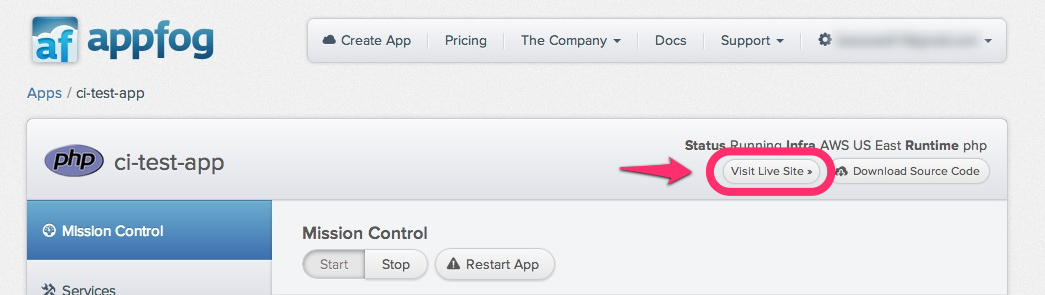 af appfog
Create App Pricing The Company Docs Support
Apps / ci-test-app
php ci-test-app
Status Running Infra AWS US East Runtime php
Visit Live Site » Download Source Code
Mission Control
Mission Control
Start Stop Restart App
Services